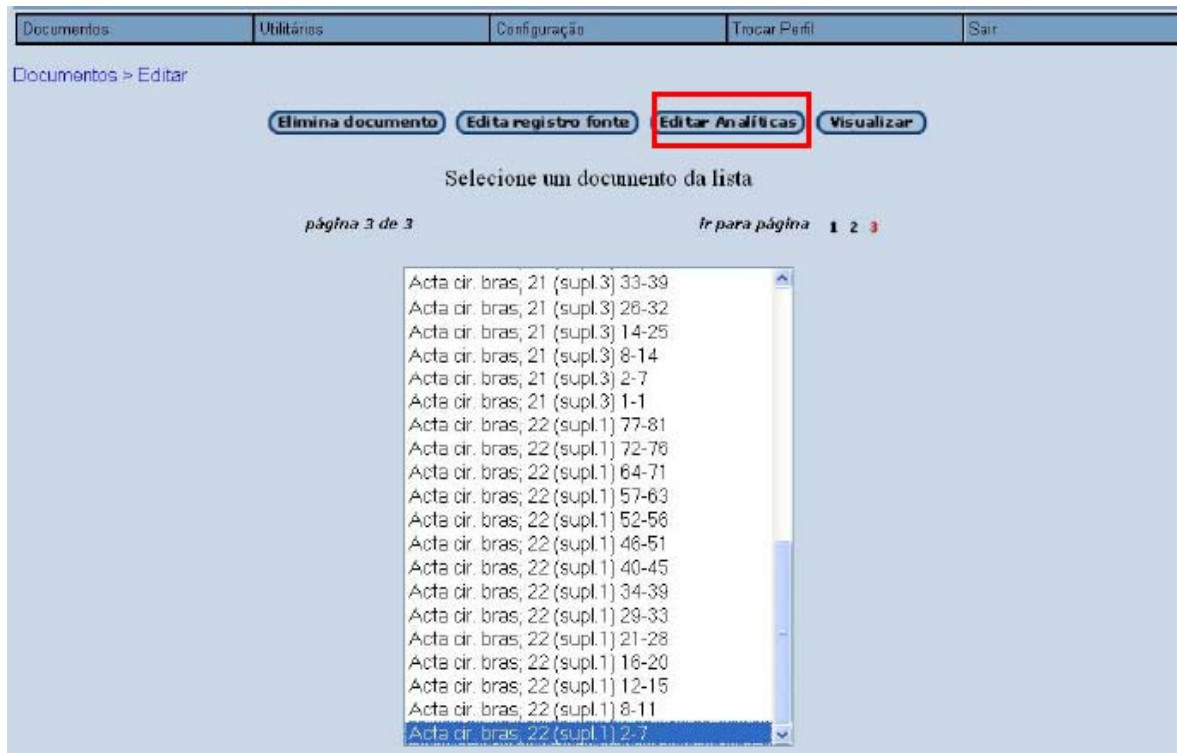 Documentos Utilitários Configuração Trocar Perfil Sair
Documentos > Editar
Elimina documento Edita registro fonte Editar Analíticas Visualizar
Selecione um documento da lista
página 3 de 3 ir para página 1 2 3
Acta cir. bras; 21 (supl.3) 33-39
Acta cir. bras; 21 (supl.3) 26-32
Acta cir. bras; 21 (supl.3) 14-25
Acta cir. bras; 21 (supl.3) 8-14
Acta cir. bras; 21 (supl.3) 2-7
Acta cir. bras; 21 (supl.3) 1-1
Acta cir. bras; 22 (supl.1) 77-81
Acta cir. bras; 22 (supl.1) 72-76
Acta cir. bras; 22 (supl.1) 64-71
Acta cir. bras; 22 (supl.1) 57-63
Acta cir. bras; 22 (supl.1) 52-56
Acta cir. bras; 22 (supl.1) 46-51
Acta cir. bras; 22 (supl.1) 40-45
Acta cir. bras; 22 (supl.1) 34-39
Acta cir. bras; 22 (supl.1) 29-33
Acta cir. bras; 22 (supl.1) 21-28
Acta cir. bras; 22 (supl.1) 16-20
Acta cir. bras; 22 (supl.1) 12-15
Acta cir. bras; 22 (supl.1) 8-11
Acta cir. bras; 22 (supl.1) 2-7